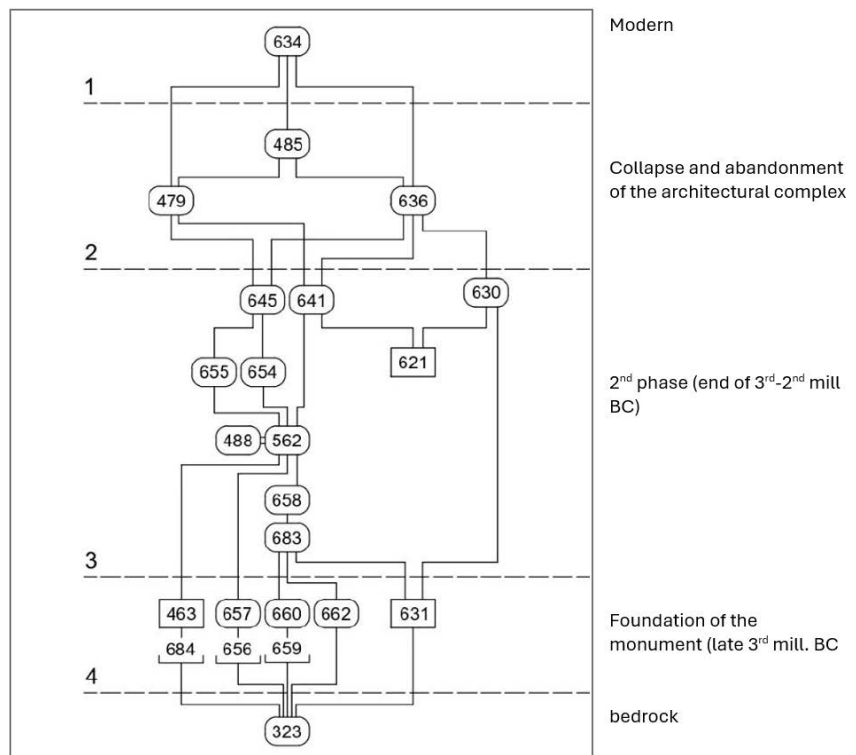 634
Modern
1
485
Collapse and abandonment
of the architectural complex
479 636
2
645 641 630
621
655 654
2nd phase (end of 3rd-2nd mill
BC)
488 562
658
683
3
463 657 660 662 631
Foundation of the
monument (late 3rd mill. BC
684 656 659
4
bedrock
323